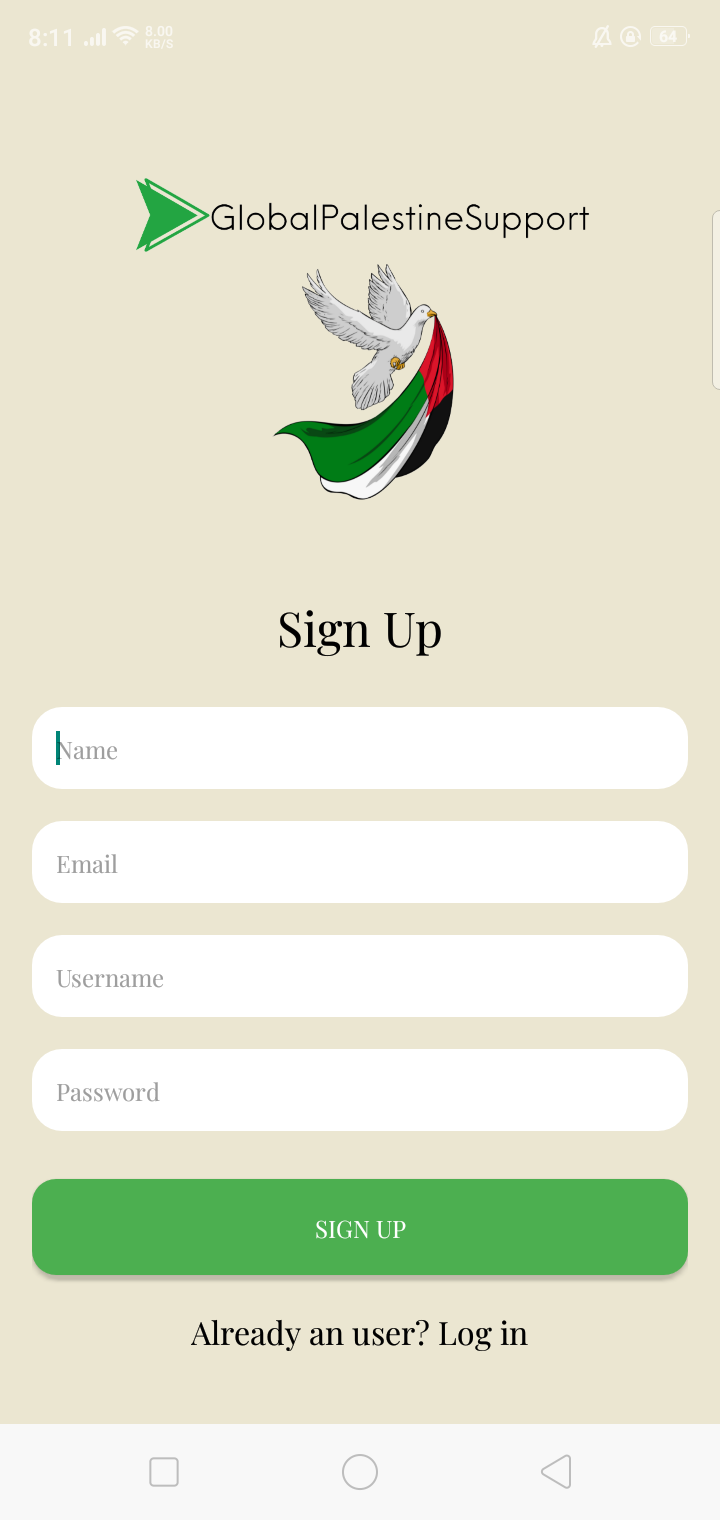 8:11
8.00
KB/S
64
GlobalPalestineSupport
Sign Up
Name
Email
Username
Password
SIGN UP
Already an user? Log in